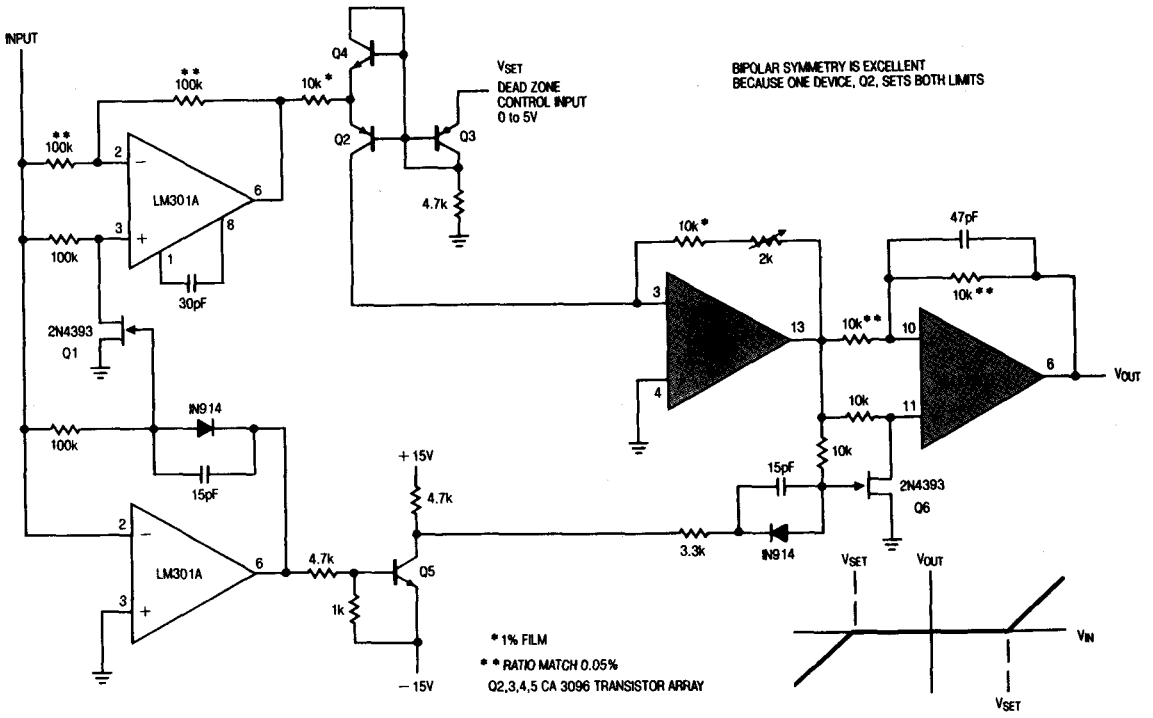 INPUT
**
100k
**
100k
2
−
LM301A
6
3
+
8
1
100k
30pF
10k*
Q4
Q2
VSET
DEAD ZONE
CONTROL INPUT
0 to 5V
Q3
4.7k
BIPOLAR SYMMETRY IS EXCELLENT
BECAUSE ONE DEVICE, Q2, SETS BOTH LIMITS
2N4393
Q1
IN914
100k
15pF
2
−
LM301A
6
3
+
4.7k
1k
Q5
+15V
4.7k
−15V
10k*
2k
3
4
13
47pF
10k**
10k**
10
6
VOUT
10k
11
10k
15pF
2N4393
Q6
3.3k
IN914
VSET
VOUT
VIN
VSET
*1% FILM
** RATIO MATCH 0.05%
Q2,3,4,5 CA 3096 TRANSISTOR ARRAY